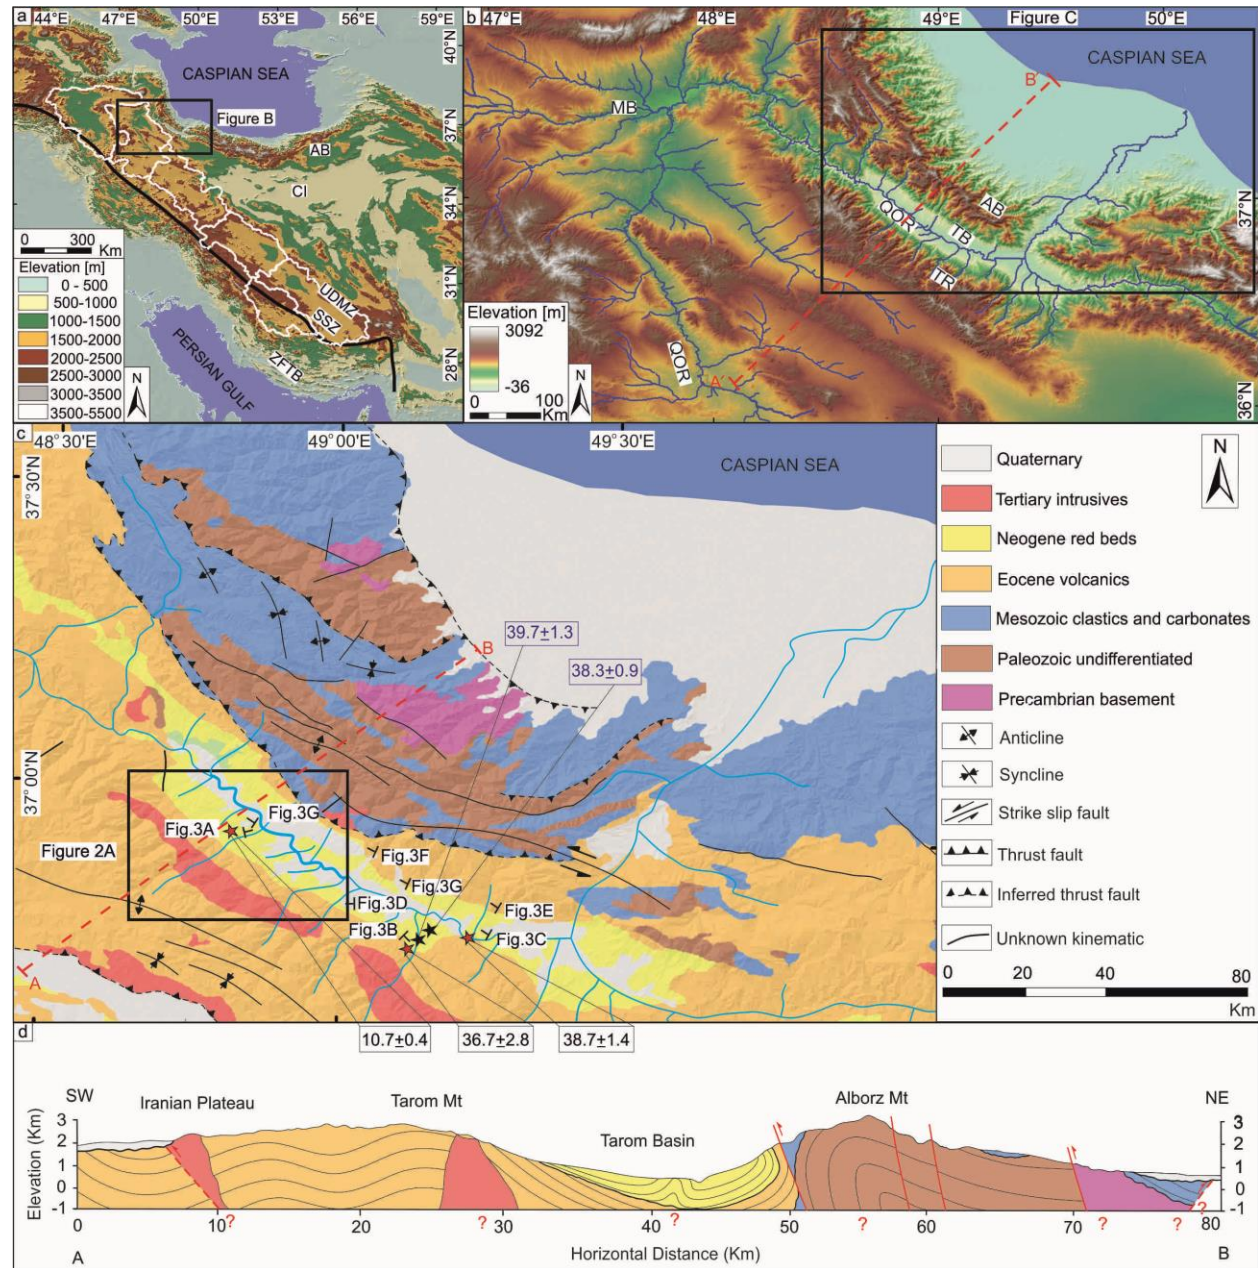 a
44°E
47°E
50°E
53°E
56°E
59°E
40°N
37°N
34°N
31°N
28°N
CASPIAN SEA
Figure B
AB
CI
UDMZ
SSZ
ZFTB
PERSIAN GULF
0 300
Km
Elevation [m]
0 - 500
500-1000
1000-1500
1500-2000
2000-2500
2500-3000
3000-3500
3500-5500
N
b
47°E
48°E
49°E
50°E
Figure C
CASPIAN SEA
B
MB
AB
QOR
TB
TR
QOR
A
37°N
36°N
Elevation [m]
3092
-36
0 100
Km
N
c
48°30'E
49°00'E
49°30'E
37°30'N
37°00'N
CASPIAN SEA
39.7±1.3
38.3±0.9
B
Fig.3G
Fig.3A
Figure 2A
Fig.3F
Fig.3G
Fig.3D
Fig.3E
Fig.3B
Fig.3C
A
10.7±0.4
36.7±2.8
38.7±1.4
N
Quaternary
Tertiary intrusives
Neogene red beds
Eocene volcanics
Mesozoic clastics and carbonates
Paleozoic undifferentiated
Precambrian basement
Anticline
Syncline
Strike slip fault
Thrust fault
Inferred thrust fault
Unknown kinematic
0 20 40 80
Km
d
SW
Iranian Plateau
Tarom Mt
Tarom Basin
Alborz Mt
NE
Elevation (Km)
3
2
1
0
-1
3
2
1
0
-1
Elevation (Km)
? ? ? ? ? ? ?
0 10 20 30 40 50 60 70 80
A
Horizontal Distance (Km)
B